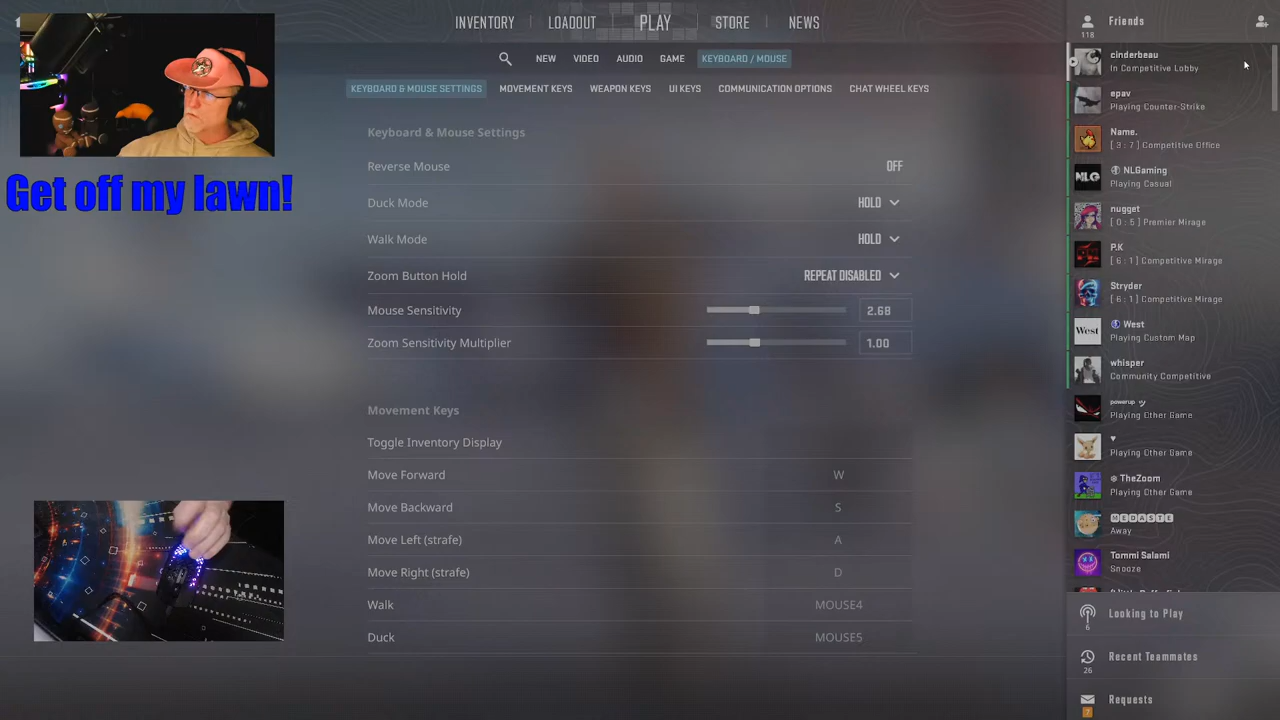 INVENTORY LOADOUT PLAY STORE NEWS
NEW VIDEO AUDIO GAME KEYBOARD / MOUSE
KEYBOARD & MOUSE SETTINGS MOVEMENT KEYS WEAPON KEYS UI KEYS COMMUNICATION OPTIONS CHAT WHEEL KEYS
Get off my lawn!
Keyboard & Mouse Settings
Reverse Mouse OFF
Duck Mode HOLD
Walk Mode HOLD
Zoom Button Hold REPEAT DISABLED
Mouse Sensitivity 2.68
Zoom Sensitivity Multiplier 1.00
Movement Keys
Toggle Inventory Display
Move Forward W
Move Backward S
Move Left (strafe) A
Move Right (strafe) D
Walk MOUSE4
Duck MOUSE5
Friends
118
cinderbeau
In Competitive Lobby
epav
Playing Counter-Strike
Name.
[ 3 : 7 ] Competitive Office
NLG
NLGaming
Playing Casual
nugget
[ 0 : 5 ] Premier Mirage
P.K
[ 6 : 1 ] Competitive Mirage
Stryder
[ 6 : 1 ] Competitive Mirage
West
West
Playing Custom Map
whisper
Community Competitive
powerup
Playing Other Game
♥
Playing Other Game
TheZoom
Playing Other Game
MEDASTE
Away
Tommi Salami
Snooze
Looking to Play
6
Recent Teammates
26
Requests
7